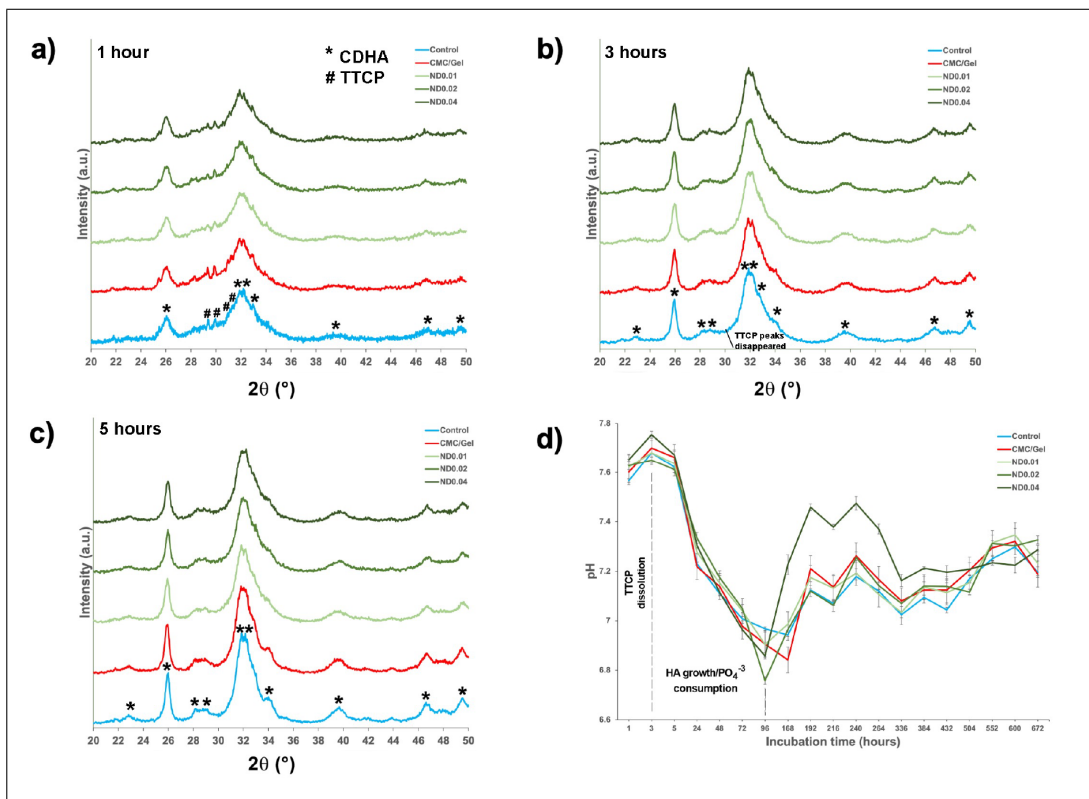 a)
1 hour
* CDHA
# TTCP
Control
CMC/Gel
ND0.01
ND0.02
ND0.04
Intensity (a.u.)
* # # # # * * * * * *
20 22 24 26 28 30 32 34 36 38 40 42 44 46 48 50
2θ (°)
b)
3 hours
Control
CMC/Gel
ND0.01
ND0.02
ND0.04
Intensity (a.u.)
* * * * * * * * * * *
TTCP peaks
disappeared
20 22 24 26 28 30 32 34 36 38 40 42 44 46 48 50
2θ (°)
c)
5 hours
Control
CMC/Gel
ND0.01
ND0.02
ND0.04
Intensity (a.u.)
* * * * * * * * * *
20 22 24 26 28 30 32 34 36 38 40 42 44 46 48 50
2θ (°)
d)
Control
CMC/Gel
ND0.01
ND0.02
ND0.04
7.8
7.6
7.4
7.2
7
6.8
6.6
pH
TTCP
dissolution
HA growth/PO₄⁻³
consumption
1 3 5 24 48 72 96 168 192 216 240 264 336 384 432 504 552 600 672
Incubation time (hours)